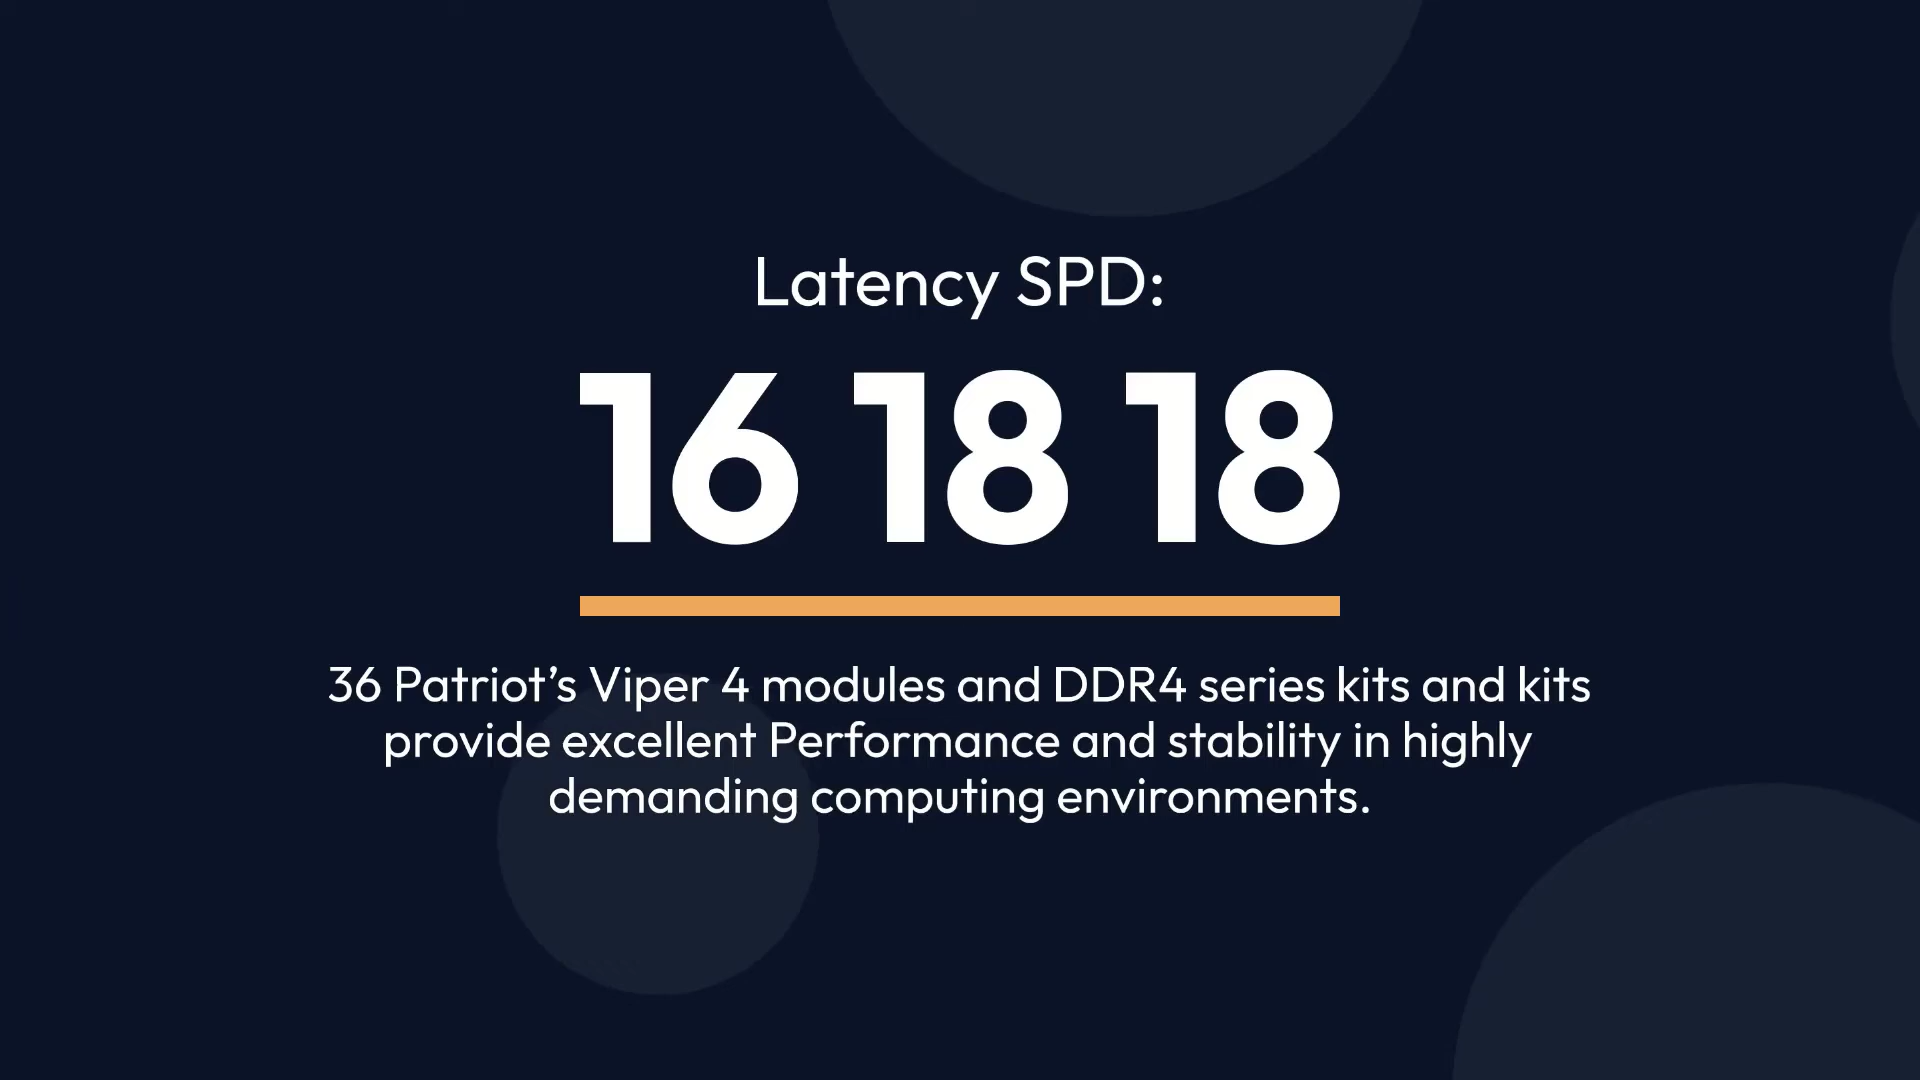 Latency SPD:
16 18 18
36 Patriot’s Viper 4 modules and DDR4 series kits and kits
provide excellent Performance and stability in highly
demanding computing environments.